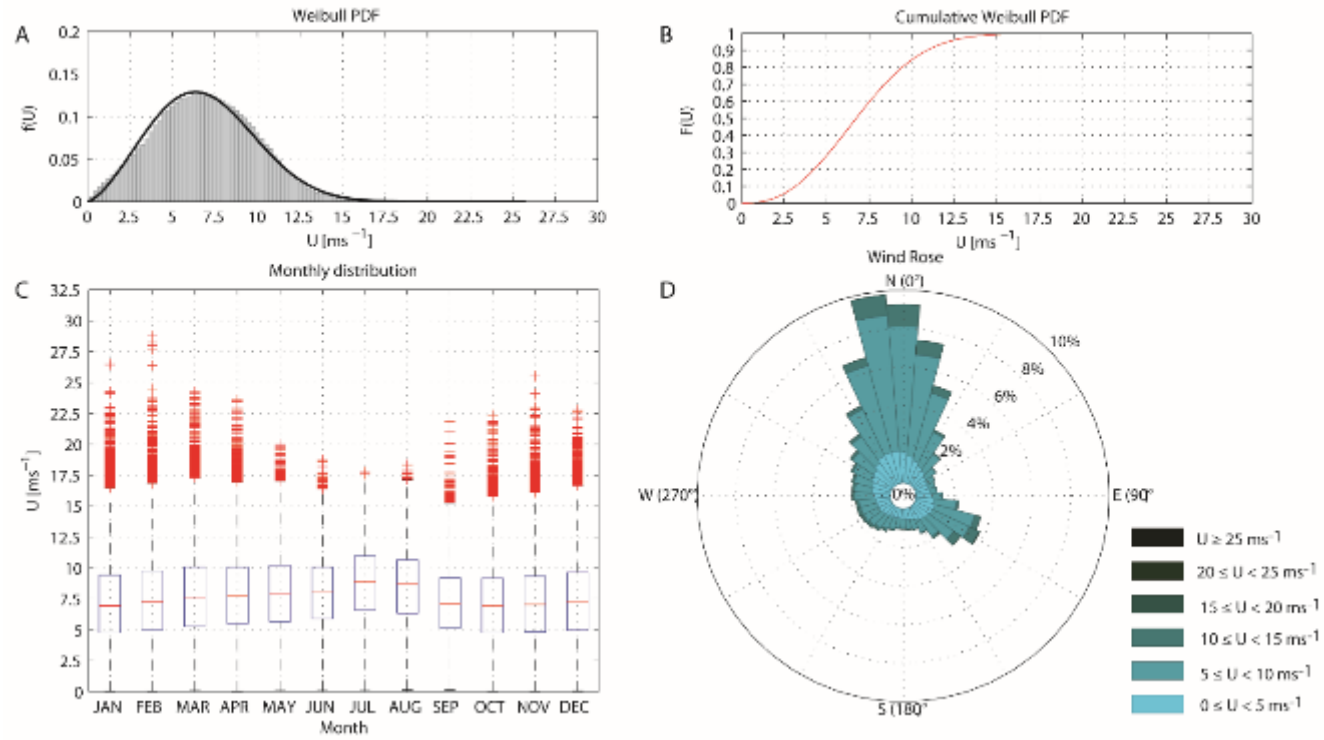 Weibull PDF
A
0.2
0.15
0.1
0.05
0
f(U)
0 2.5 5 7.5 10 12.5 15 17.5 20 22.5 25 27.5 30
U [ms⁻¹]
Cumulative Weibull PDF
B
1
0.9
0.8
0.7
0.6
0.5
0.4
0.3
0.2
0.1
0
F(U)
0 2.5 5 7.5 10 12.5 15 17.5 20 22.5 25 27.5 30
U [ms⁻¹]
Monthly distribution
C
32.5
30
27.5
25
22.5
20
17.5
15
12.5
10
7.5
5
2.5
0
U [ms⁻¹]
JAN FEB MAR APR MAY JUN JUL AUG SEP OCT NOV DEC
Month
Wind Rose
D
N (0°)
10%
8%
6%
4%
2%
0%
W (270°)
E (90°
S (180°
U ≥ 25 ms⁻¹
20 ≤ U < 25 ms⁻¹
15 ≤ U < 20 ms⁻¹
10 ≤ U < 15 ms⁻¹
5 ≤ U < 10 ms⁻¹
0 ≤ U < 5 ms⁻¹